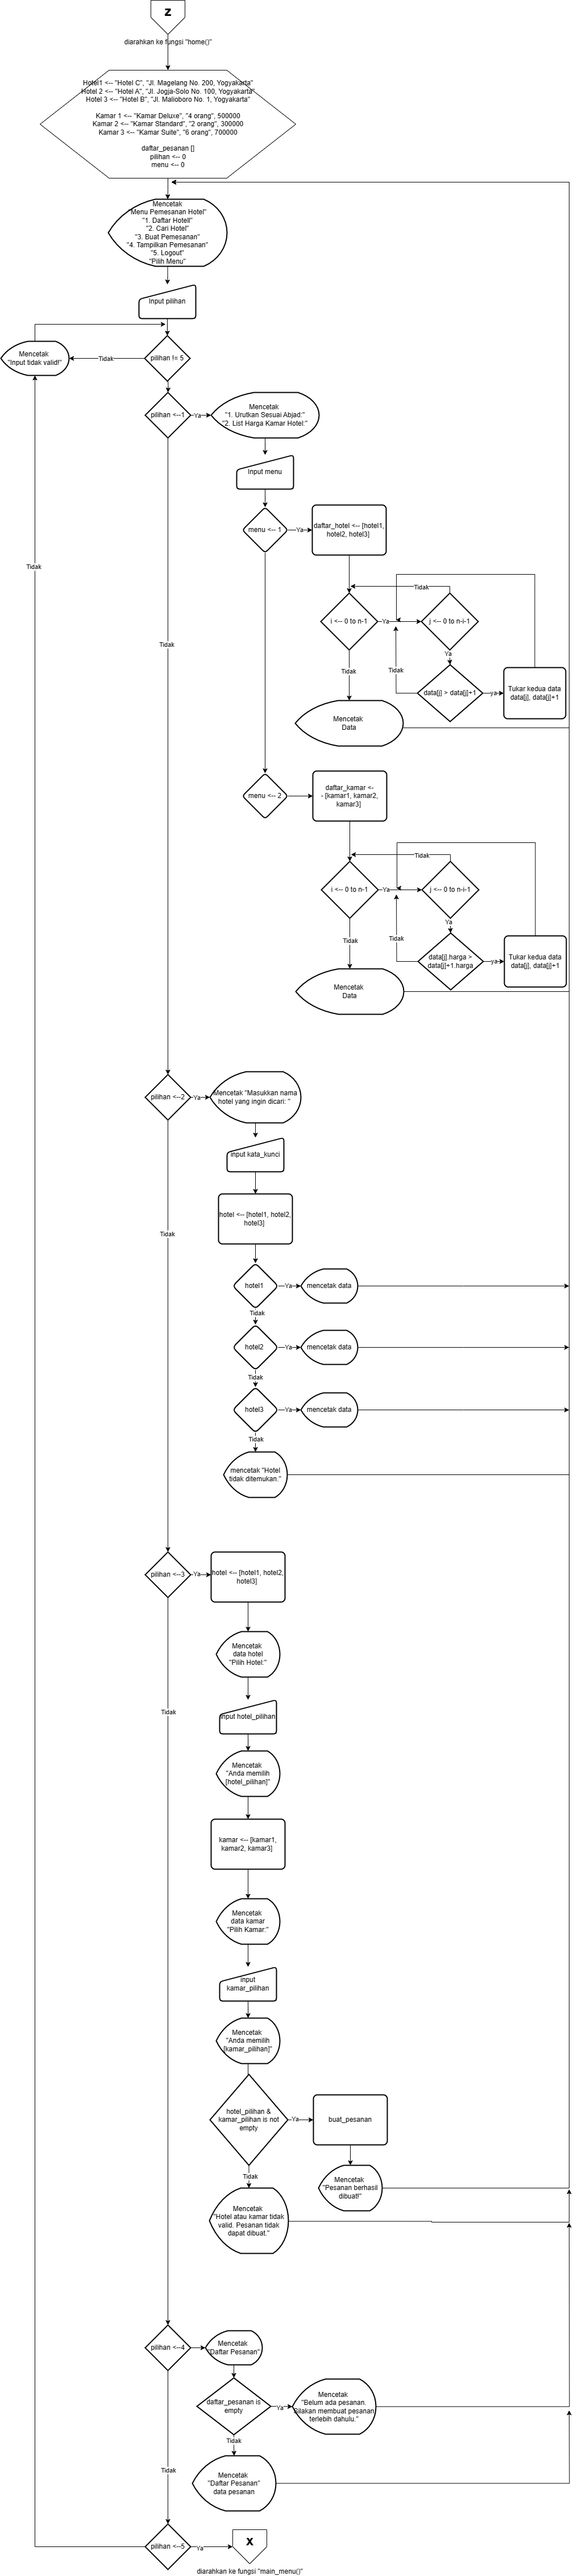 z
diarahkan ke fungsi "home()"
Hotel1 <-- "Hotel C", "Jl. Magelang No. 200, Yogyakarta"
Hotel 2 <-- "Hotel A", "Jl. Jogja-Solo No. 100, Yogyakarta"
Hotel 3 <-- "Hotel B", "Jl. Malioboro No. 1, Yogyakarta"
Kamar 1 <-- "Kamar Deluxe", "4 orang", 500000
Kamar 2 <-- "Kamar Standard", "2 orang", 300000
Kamar 3 <-- "Kamar Suite", "6 orang", 700000
daftar_pesanan []
pilihan <-- 0
menu <-- 0
Mencetak
"Menu Pemesanan Hotel"
"1. Daftar Hotell"
"2. Cari Hotel"
"3. Buat Pemesanan"
"4. Tampilkan Pemesanan"
"5. Logout"
"Pilih Menu"
Input pilihan
Mencetak
"Input tidak valid!"
Tidak
pilihan != 5
pilihan <--1
Ya
Mencetak
"1. Urutkan Sesuai Abjad:"
"2. List Harga Kamar Hotel:"
Input menu
menu <-- 1
Ya
daftar_hotel <-- [hotel1,
hotel2, hotel3]
Tidak
Tidak
i <-- 0 to n-1
Ya
j <-- 0 to n-i-1
Tidak
Ya
Tidak
Tidak
data[j] > data[j]+1
ya
Tukar kedua data
data[j], data[j]+1
Mencetak
Data
menu <-- 2
daftar_kamar <-
- [kamar1, kamar2,
kamar3]
Tidak
i <-- 0 to n-1
Ya
j <-- 0 to n-i-1
Ya
Tidak
Tidak
data[j].harga >
data[j]+1.harga
ya
Tukar kedua data
data[j], data[j]+1
Mencetak
Data
pilihan <--2
Ya
Mencetak "Masukkan nama
hotel yang ingin dicari: "
Input kata_kunci
hotel <-- [hotel1, hotel2,
hotel3]
Tidak
hotel1
Ya
mencetak data
Tidak
hotel2
Ya
mencetak data
Tidak
hotel3
Ya
mencetak data
Tidak
mencetak "Hotel
tidak ditemukan."
pilihan <--3
Ya
hotel <-- [hotel1, hotel2,
hotel3]
Mencetak
data hotel
"Pilih Hotel:"
Tidak
Input hotel_pilihan
Mencetak
"Anda memilih
[hotel_pilihan]"
kamar <-- [kamar1,
kamar2, kamar3]
Mencetak
data kamar
"Pilih Kamar:"
Input
kamar_pilihan
Mencetak
"Anda memilih
[kamar_pilihan]"
hotel_pilihan &
kamar_pilihan is not
empty
Ya
buat_pesanan
Tidak
Mencetak
"Pesanan berhasil
dibuat!"
Mencetak
"Hotel atau kamar tidak
valid. Pesanan tidak
dapat dibuat."
pilihan <--4
Mencetak
"Daftar Pesanan"
daftar_pesanan is
empty
Ya
Mencetak
"Belum ada pesanan.
Silakan membuat pesanan
terlebih dahulu."
Tidak
Tidak
Mencetak
"Daftar Pesanan"
data pesanan
pilihan <--5
Ya
x
diarahkan ke fungsi "main_menu()"